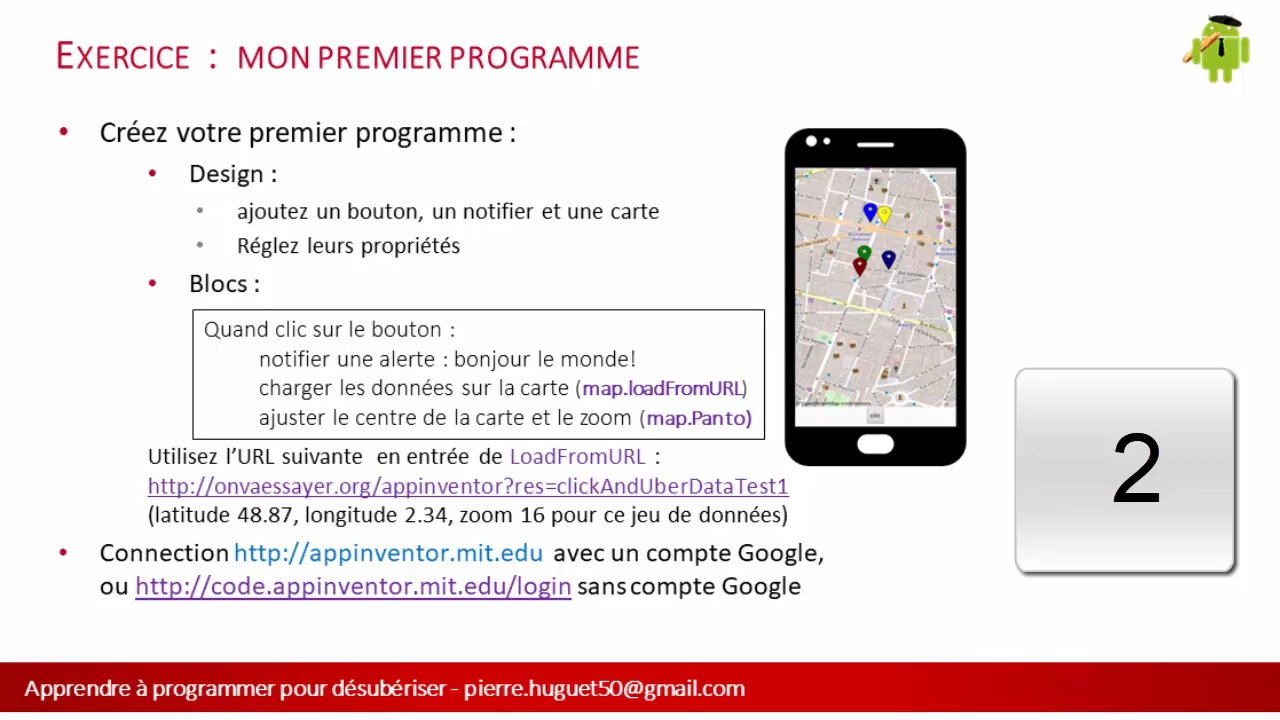 EXERCICE : MON PREMIER PROGRAMME
• Créez votre premier programme :
• Design :
• ajoutez un bouton, un notifier et une carte
• Réglez leurs propriétés
• Blocs :
Quand clic sur le bouton :
notifier une alerte : bonjour le monde!
charger les données sur la carte (map.loadFromURL)
ajuster le centre de la carte et le zoom (map.Panto)
Utilisez l’URL suivante en entrée de LoadFromURL :
http://onvaessayer.org/appinventor?res=clickAndUberDataTest1
(latitude 48.87, longitude 2.34, zoom 16 pour ce jeu de données)
• Connection http://appinventor.mit.edu avec un compte Google,
ou http://code.appinventor.mit.edu/login sans compte Google
2
Apprendre à programmer pour désubériser - pierre.huguet50@gmail.com